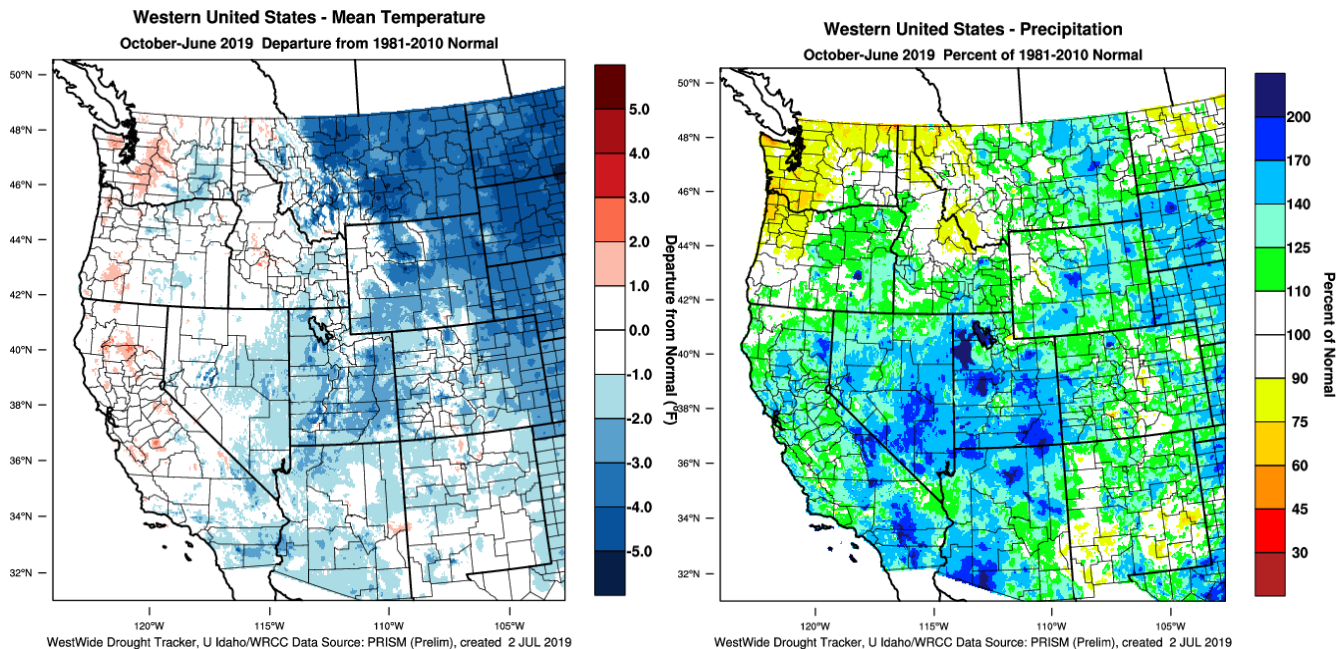 Western United States - Mean Temperature
October-June 2019 Departure from 1981-2010 Normal
50°N
48°N
46°N
44°N
42°N
40°N
38°N
36°N
34°N
32°N
120°W
115°W
110°W
105°W
5.0
4.0
3.0
2.0
1.0
0.0
-1.0
-2.0
-3.0
-4.0
-5.0
Departure from Normal (°F)
WestWide Drought Tracker, U Idaho/WRCC Data Source: PRISM (Prelim), created 2 JUL 2019
Western United States - Precipitation
October-June 2019 Percent of 1981-2010 Normal
50°N
48°N
46°N
44°N
42°N
40°N
38°N
36°N
34°N
32°N
120°W
115°W
110°W
105°W
200
170
140
125
110
100
90
75
60
45
30
Percent of Normal
WestWide Drought Tracker, U Idaho/WRCC Data Source: PRISM (Prelim), created 2 JUL 2019